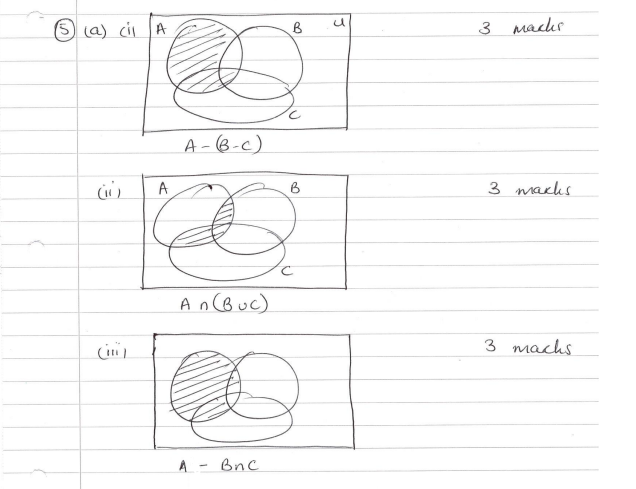 5 (a) (i) A B U 3 marks
C
A - (B - C)
(ii) A B 3 marks
C
A ∩ (B ∪ C)
(iii) 3 marks
A - B∩C